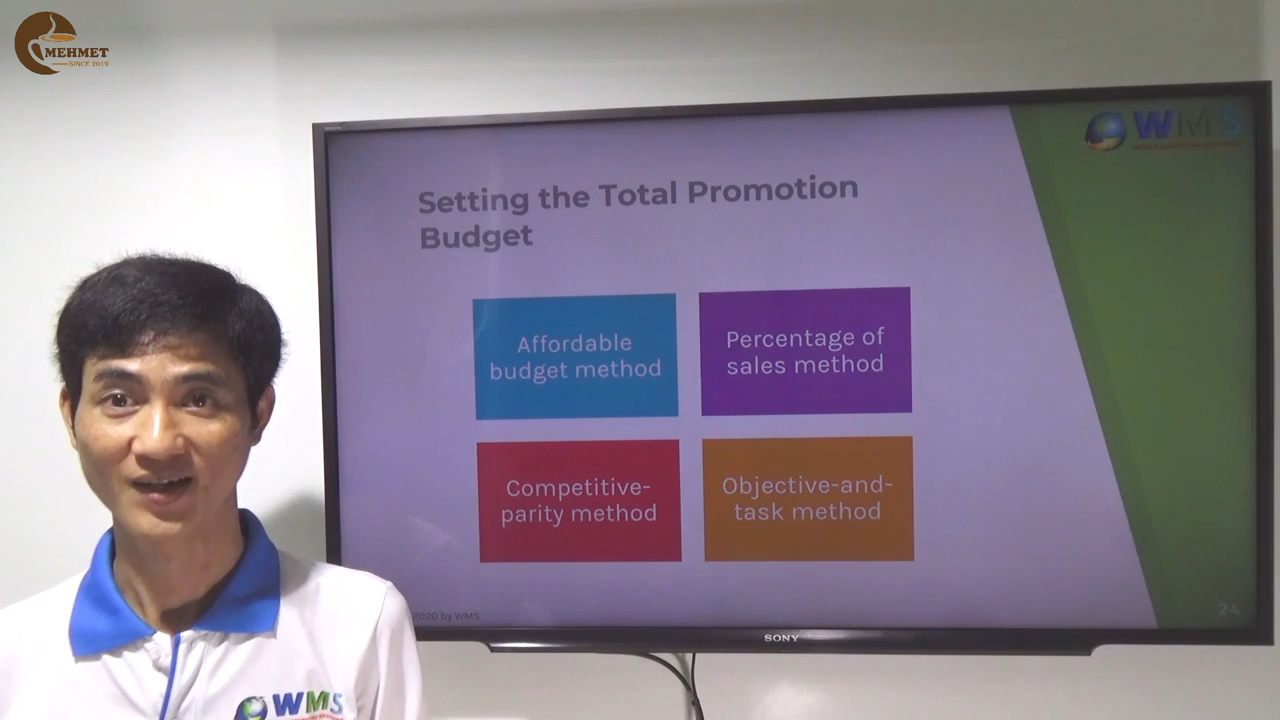 MEHMET
SINCE 2019
WMS
Setting the Total Promotion
Budget
Affordable
budget method
Percentage of
sales method
Competitive-
parity method
Objective-and-
task method
2020 by WMS
24
SONY
WMS